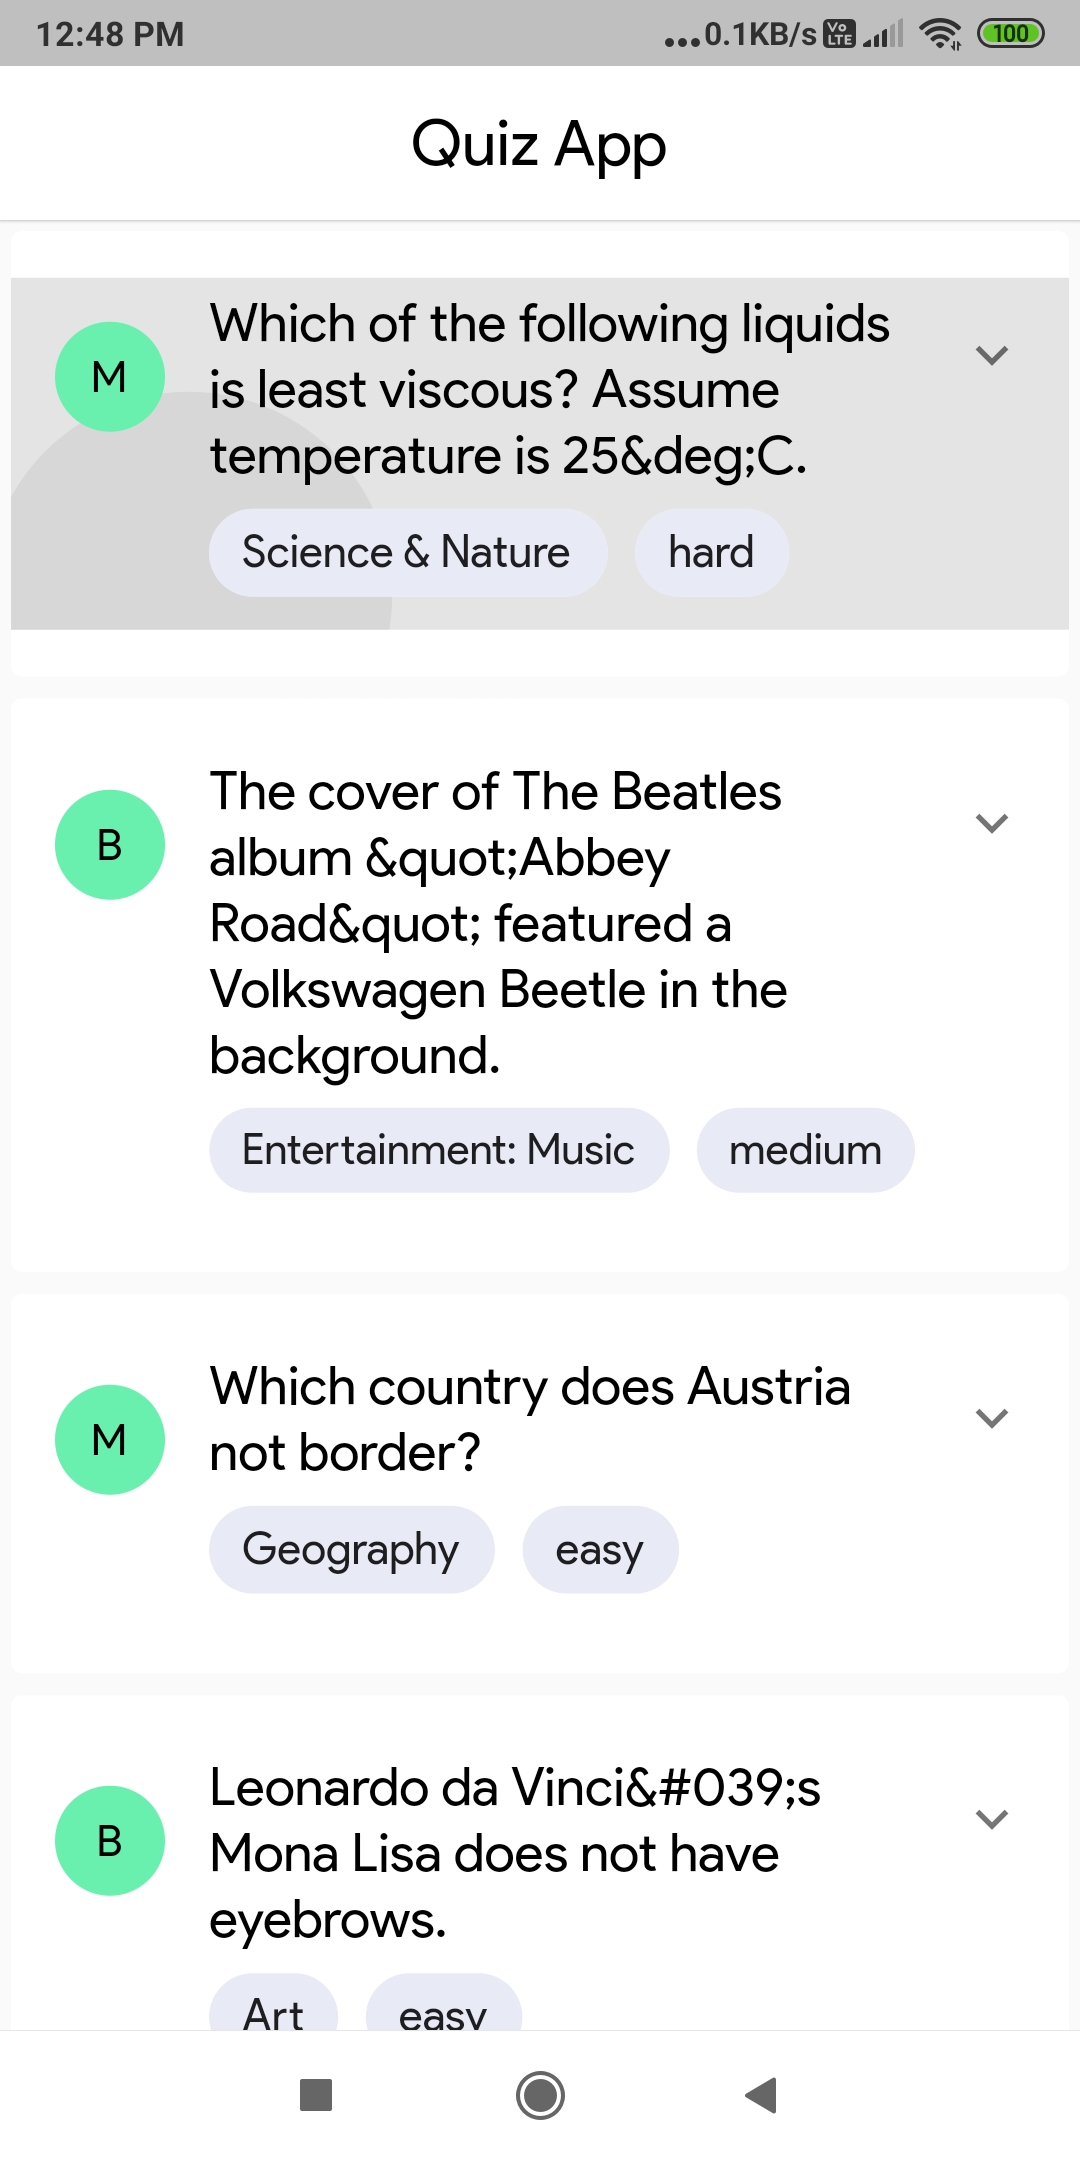 12:48 PM
...0.1KB/s Vo LTE 100
Quiz App
M
Which of the following liquids
is least viscous? Assume
temperature is 25&deg;C.
Science & Nature hard
B
The cover of The Beatles
album &quot;Abbey
Road&quot; featured a
Volkswagen Beetle in the
background.
Entertainment: Music medium
M
Which country does Austria
not border?
Geography easy
B
Leonardo da Vinci&#039;s
Mona Lisa does not have
eyebrows.
Art easy